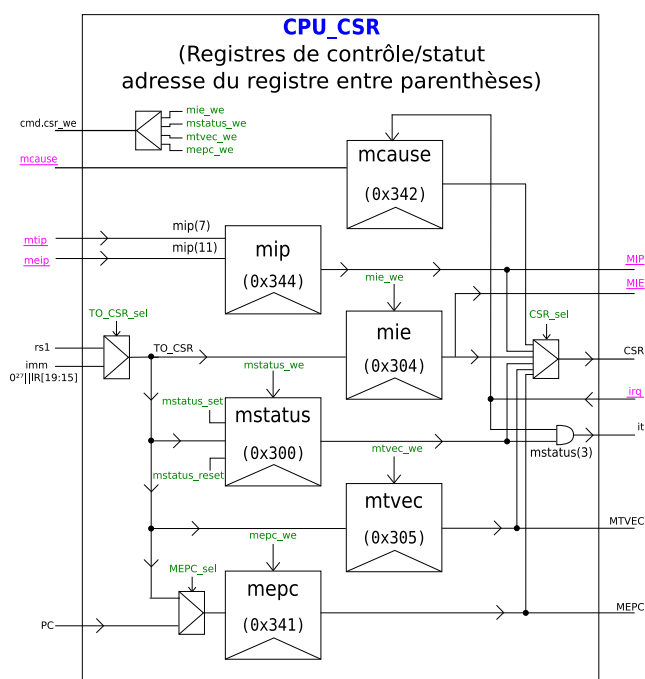 CPU_CSR
(Registres de contrôle/statut
adresse du registre entre parenthèses)
mie_we
cmd.csr_we
mstatus_we
mtvec_we
mepc_we
mcause
mcause
(0x342)
mip(7)
mtip
mip(11)
meip
mip
(0x344)
MIP
mie_we
MIE
TO_CSR_sel
CSR_sel
mie
(0x304)
rs1
TO_CSR
CSR
imm
0²⁷||IR[19:15]
mstatus_we
irq
mstatus_set
mstatus
(0x300)
it
mtvec_we
mstatus(3)
mstatus_reset
mtvec
(0x305)
MTVEC
mepc_we
MEPC_sel
mepc
(0x341)
MEPC
PC